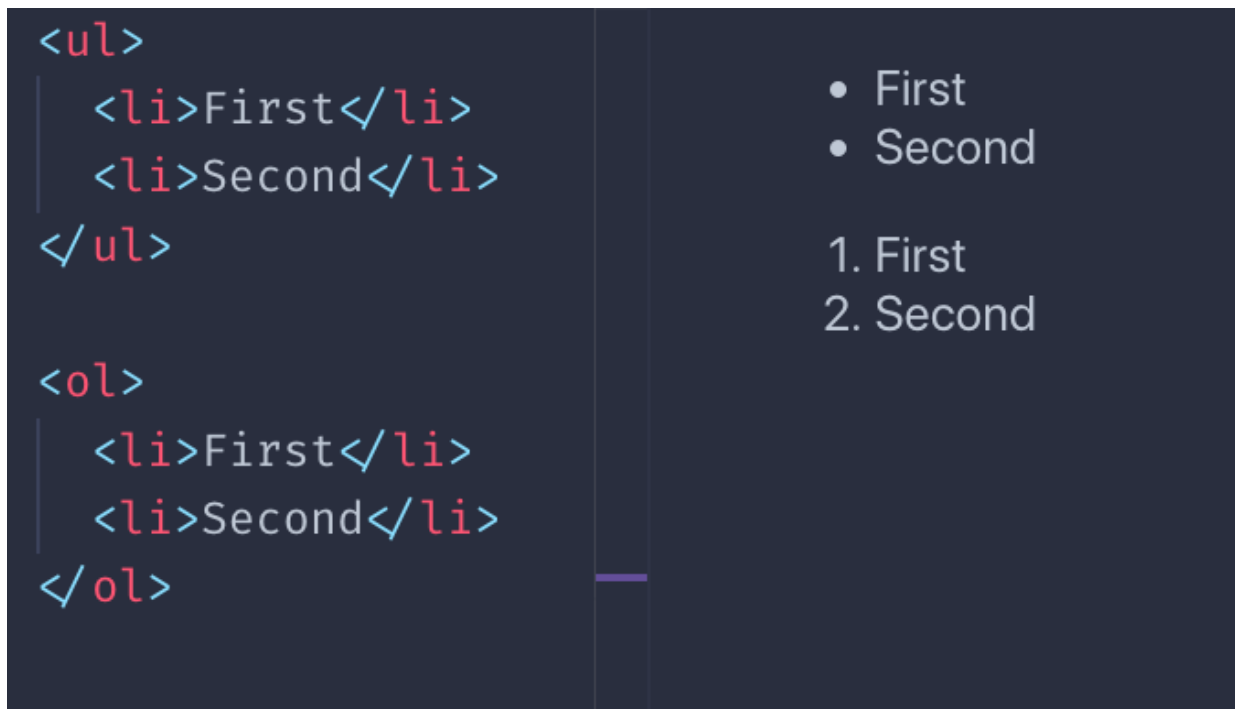 <ul>
<li>First</li>
<li>Second</li>
</ul>
<ol>
<li>First</li>
<li>Second</li>
</ol>
• First
• Second
1. First
2. Second